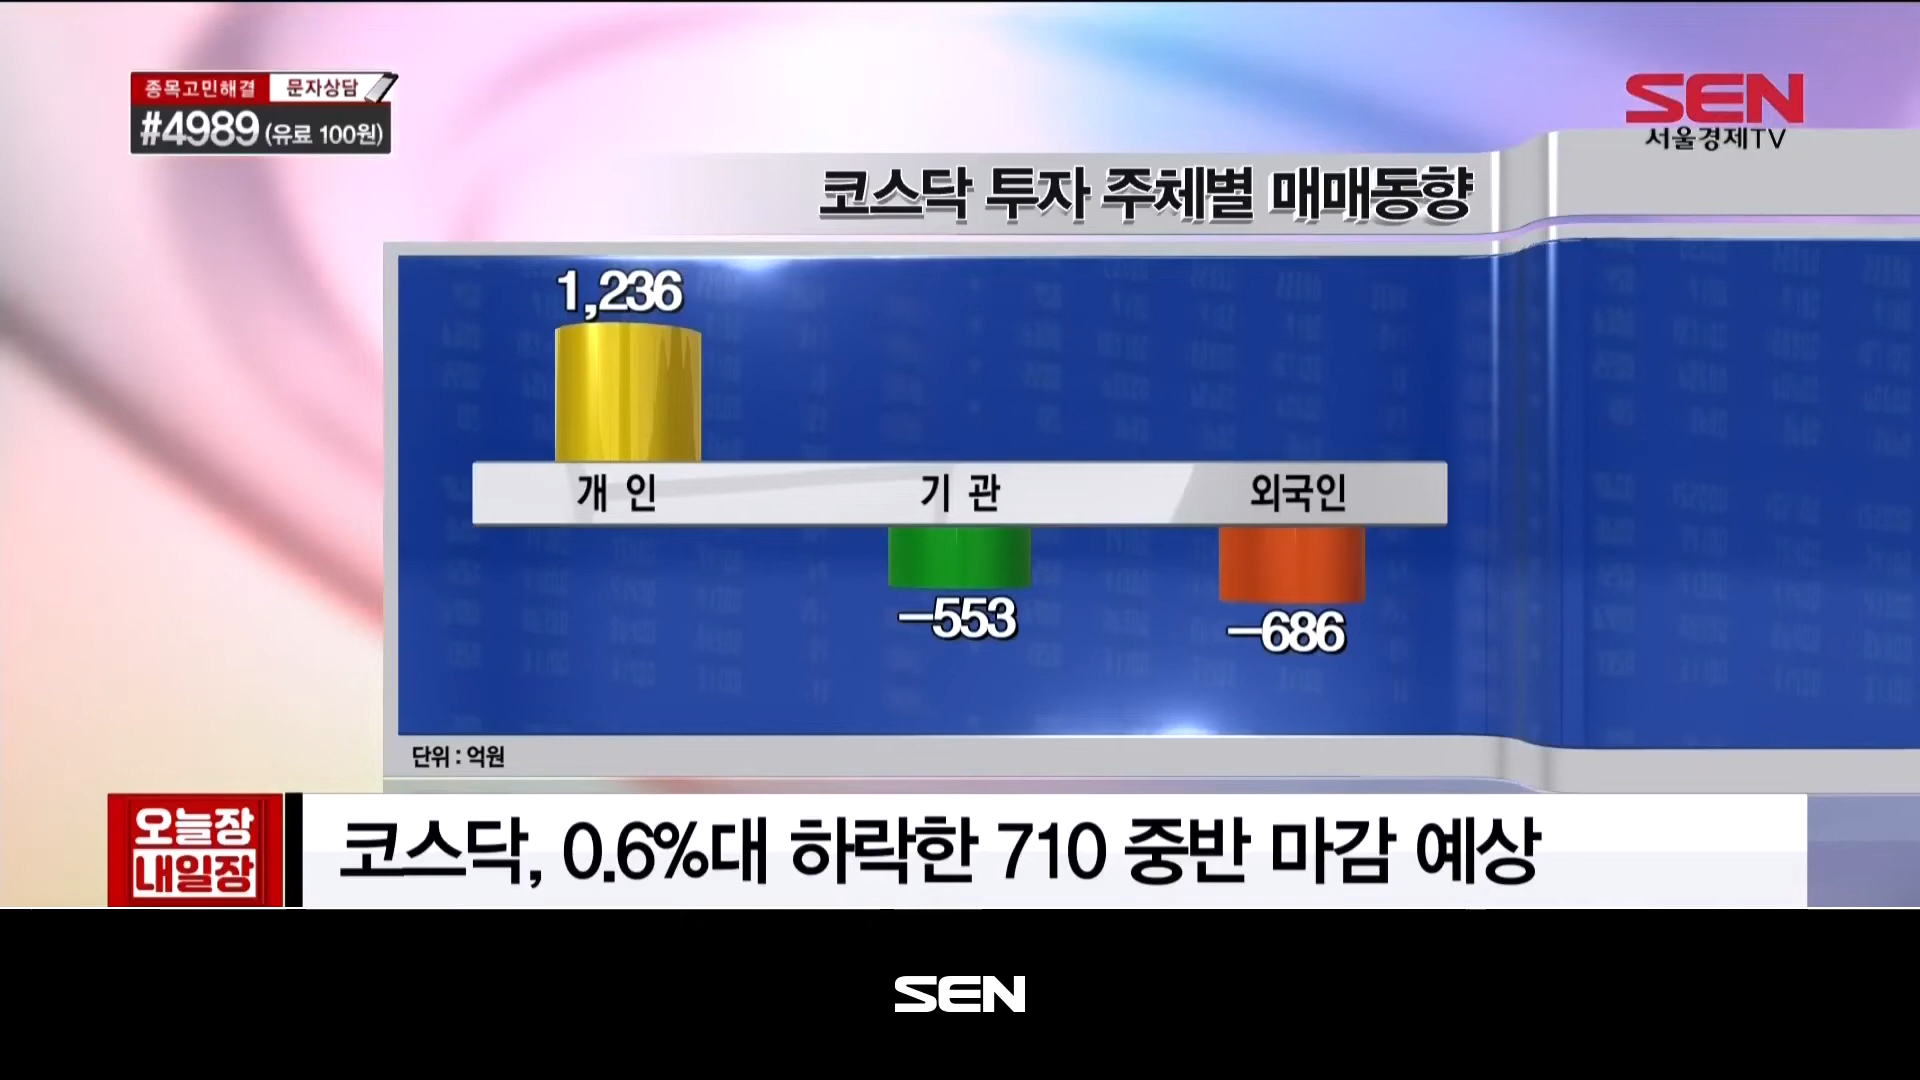 종목고민해결 문자상담
#4989 (유료 100원)
SEN
서울경제TV
코스닥 투자 주체별 매매동향
1,236
개 인 기 관 외국인
-553
-686
단위 : 억원
오늘장
내일장
코스닥, 0.6%대 하락한 710 중반 마감 예상
SEN